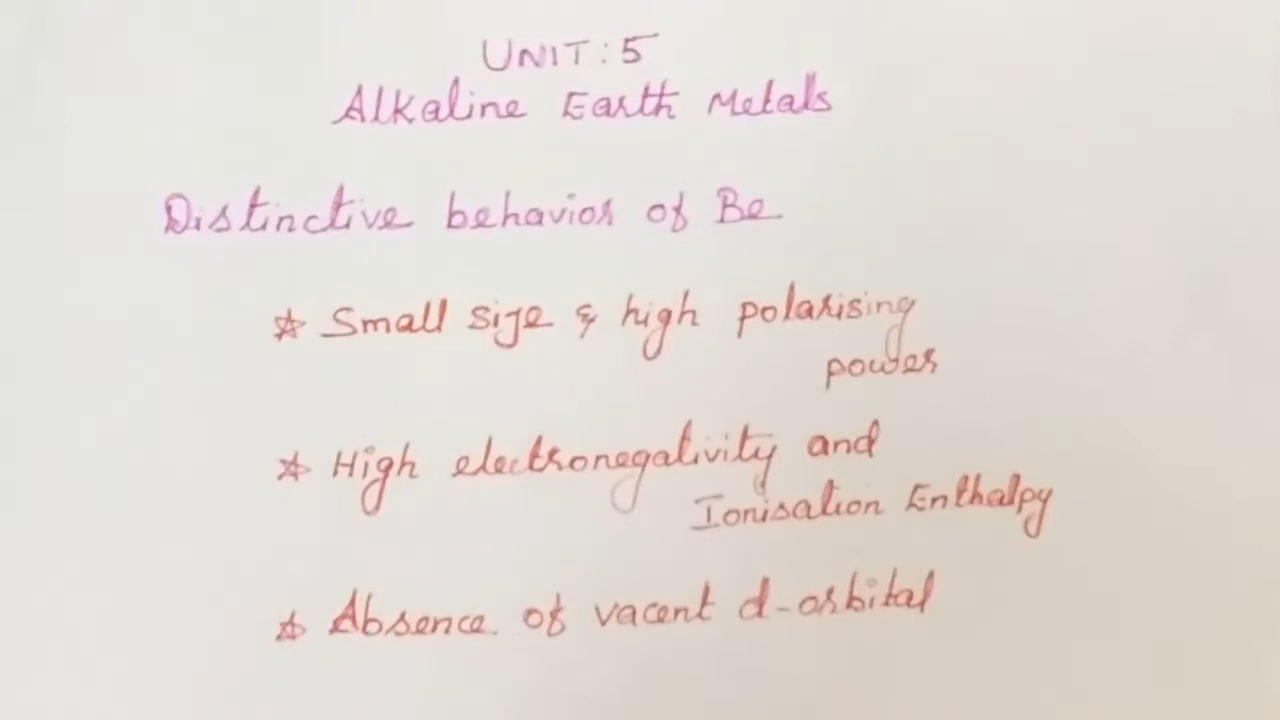 UNIT: 5
Alkaline Earth Metals
Distinctive behavior of Be
☆ Small size & high polarising
power
☆ High electronegativity and
Ionisation Enthalpy
☆ Absence of vacent d-orbital